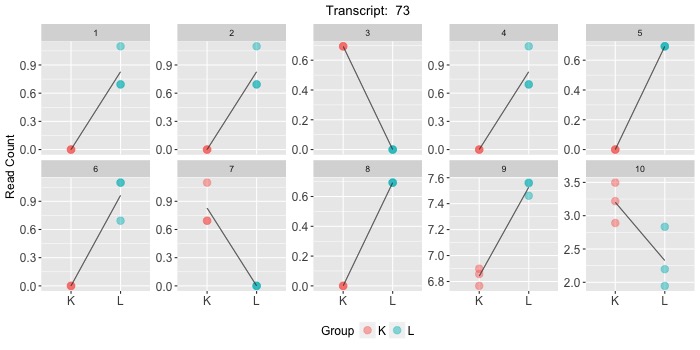 Transcript: 73
1 2 3 4 5
0.9 0.9 0.6 0.9 0.6
0.6 0.6 0.4 0.6 0.4
0.3 0.3 0.2 0.3 0.2
0.0 0.0 0.0 0.0 0.0
Read Count
6 7 8 9 10
0.9 0.9 0.6 7.6 3.5
0.6 0.6 0.4 7.4 3.0
0.3 0.3 0.2 7.2 2.5
0.0 0.0 0.0 7.0 2.0
6.8
K L K L K L K L K L
Group K L